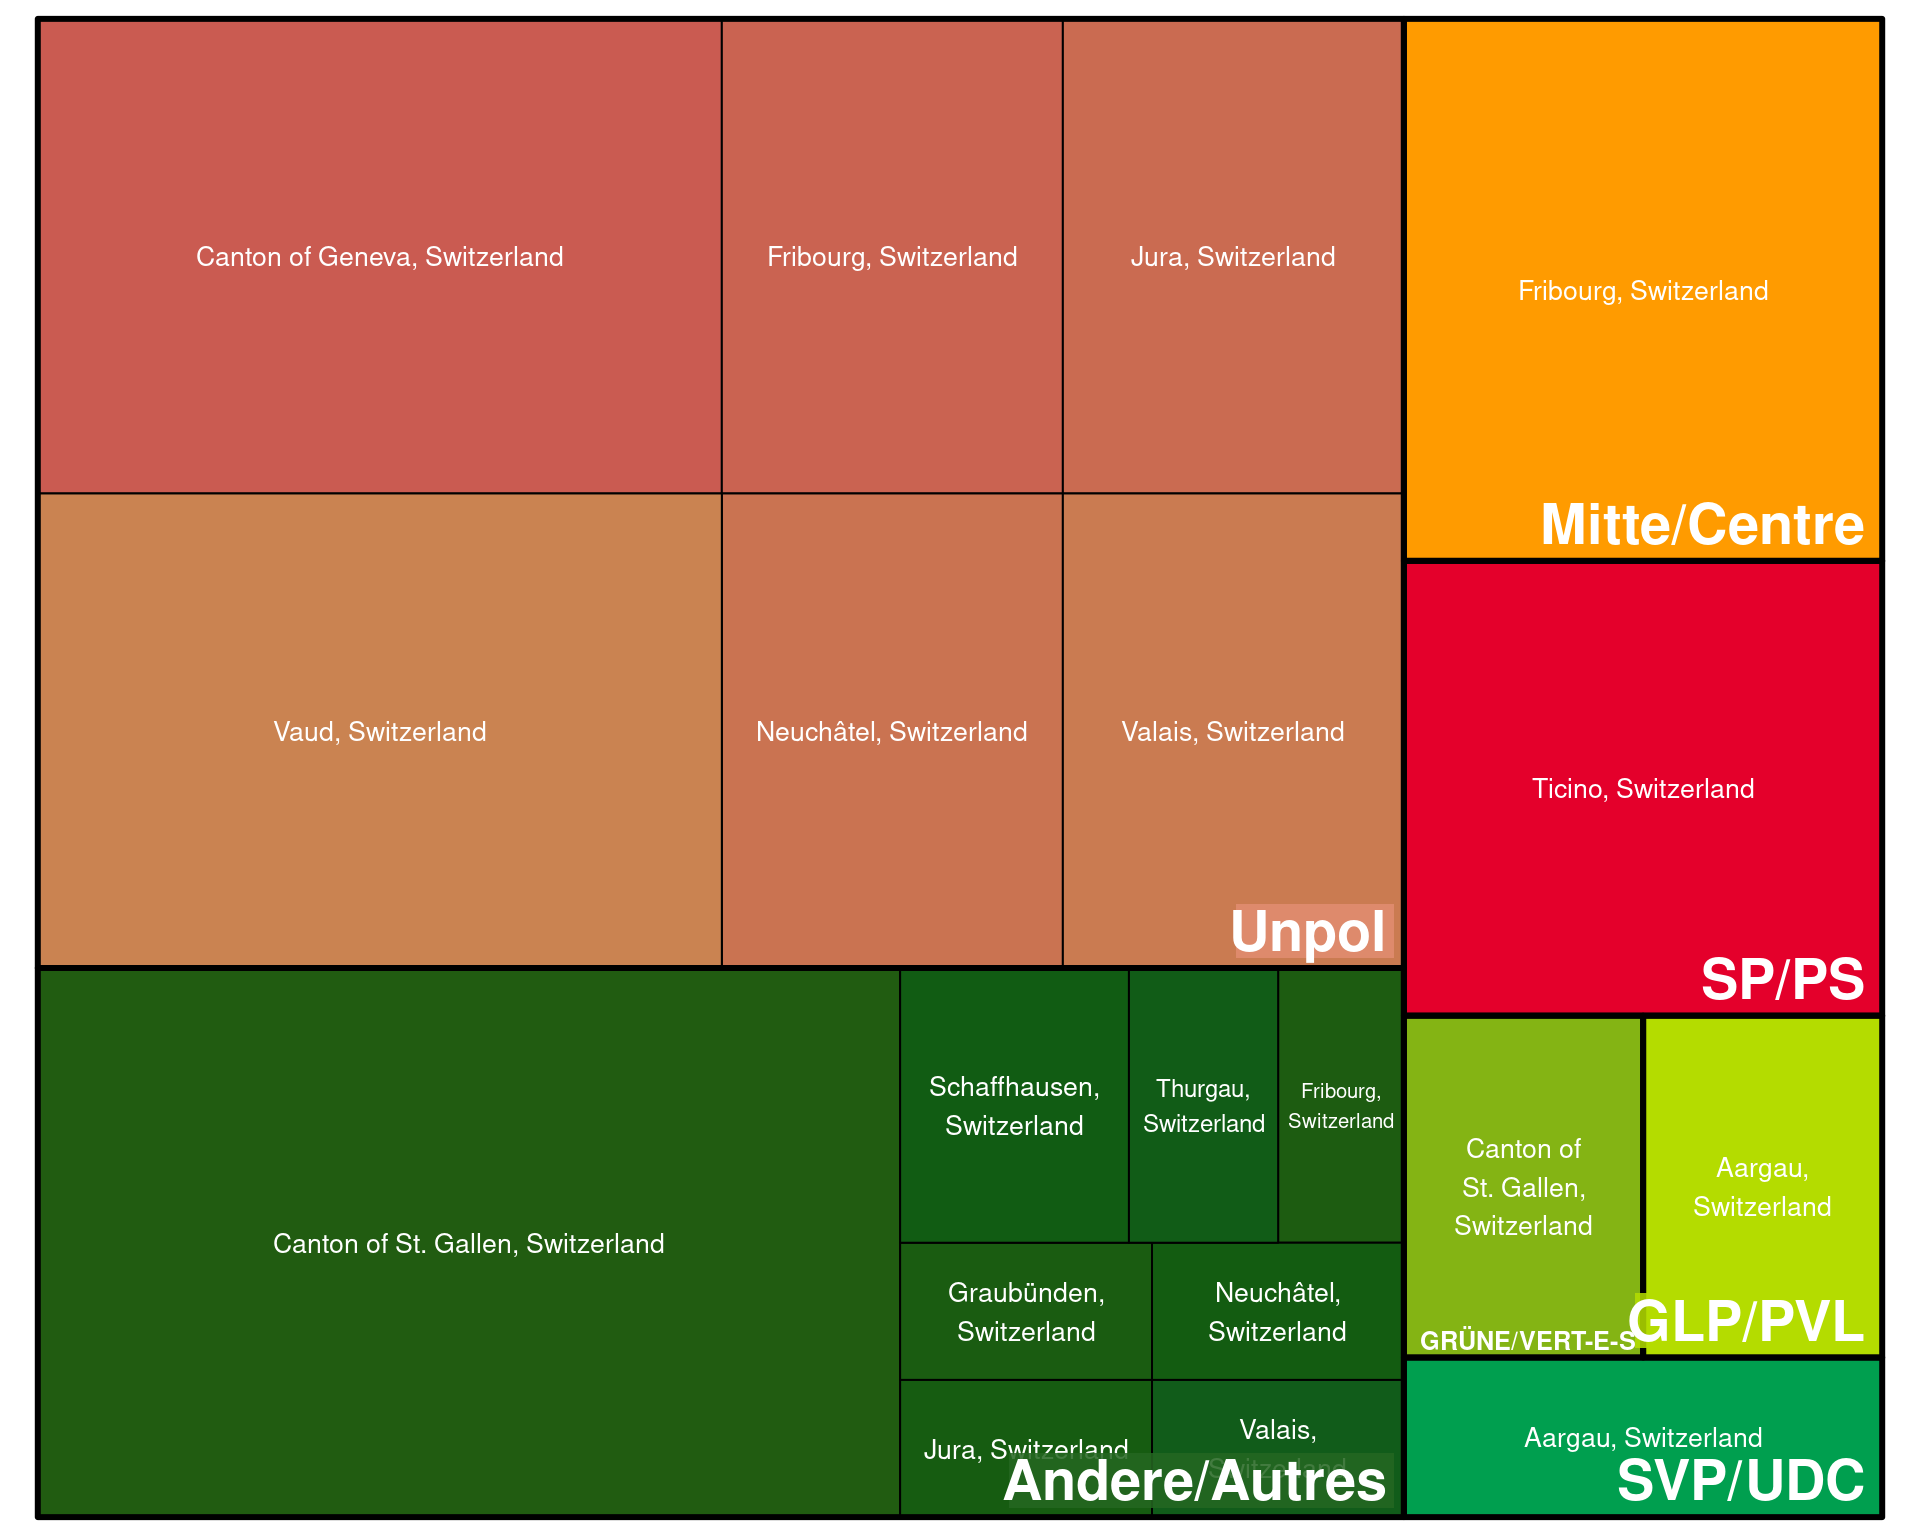 Canton of Geneva, Switzerland
Fribourg, Switzerland
Jura, Switzerland
Vaud, Switzerland
Neuchâtel, Switzerland
Valais, Switzerland
Unpol
Canton of St. Gallen, Switzerland
Schaffhausen,
Switzerland
Thurgau,
Switzerland
Fribourg,
Switzerland
Graubünden,
Switzerland
Neuchâtel,
Switzerland
Jura, Switzerland
Valais,
Switzerland
Andere/Autres
Fribourg, Switzerland
Mitte/Centre
Ticino, Switzerland
SP/PS
Canton of
St. Gallen,
Switzerland
GRÜNE/VERT-E-S
Aargau,
Switzerland
GLP/PVL
Aargau, Switzerland
SVP/UDC